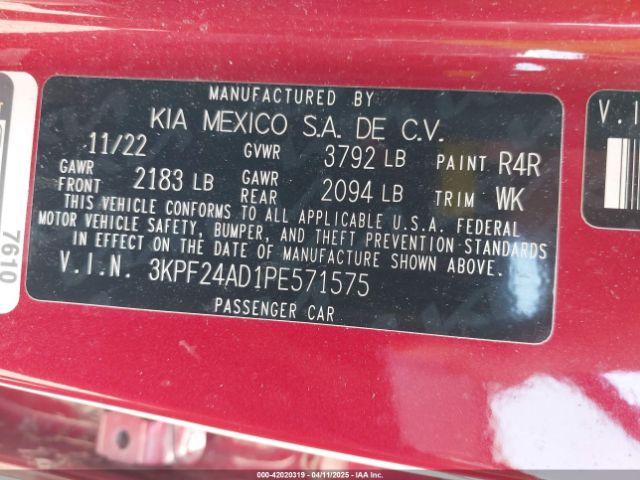 MANUFACTURED BY
KIA MEXICO S.A. DE C.V.
11/22 GVWR 3792 LB PAINT R4R
GAWR FRONT 2183 LB GAWR REAR 2094 LB TRIM WK
THIS VEHICLE CONFORMS TO ALL APPLICABLE U.S.A. FEDERAL
MOTOR VEHICLE SAFETY, BUMPER, AND THEFT PREVENTION STANDARDS
IN EFFECT ON THE DATE OF MANUFACTURE SHOWN ABOVE.
V.I.N. 3KPF24AD1PE571575
PASSENGER CAR
7610
V.I
000-42020319 - 04/11/2025 - IAAI.COM